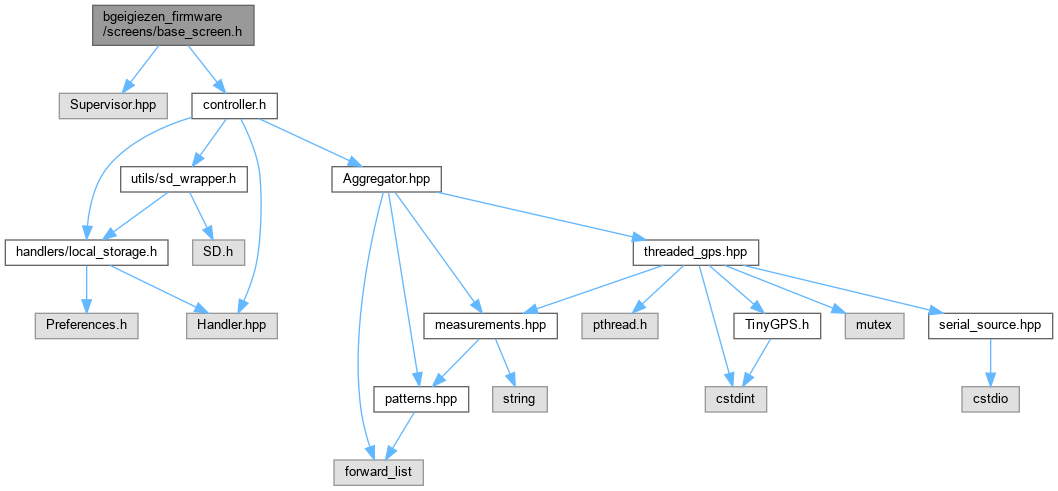 bgeigiezen_firmware
/screens/base_screen.h
Supervisor.hpp
controller.h
utils/sd_wrapper.h
Aggregator.hpp
handlers/local_storage.h
SD.h
threaded_gps.hpp
Preferences.h
Handler.hpp
measurements.hpp
pthread.h
TinyGPS.h
mutex
serial_source.hpp
patterns.hpp
string
cstdint
cstdio
forward_list